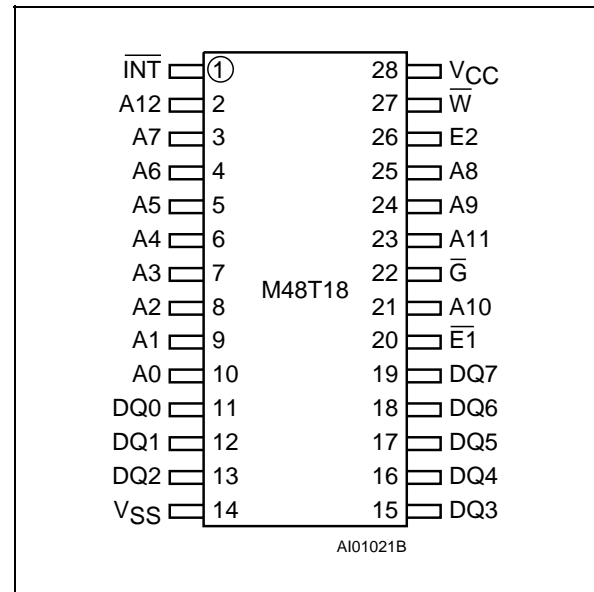 I̅N̅T̅ 1 28 VCC
A12 2 27 W̅
A7 3 26 E2
A6 4 25 A8
A5 5 24 A9
A4 6 23 A11
A3 7 22 G̅
M48T18
A2 8 21 A10
A1 9 20 E̅1̅
A0 10 19 DQ7
DQ0 11 18 DQ6
DQ1 12 17 DQ5
DQ2 13 16 DQ4
VSS 14 15 DQ3
AI01021B